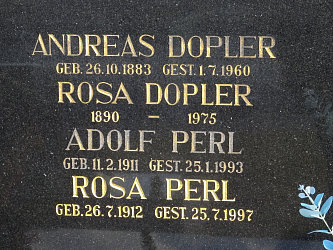 ANDREAS DOPLER
GEB. 26.10.1883 GEST. 1.7.1960
ROSA DOPLER
1890 – 1975
ADOLF PERL
GEB. 11.2.1911 GEST. 25.1.1993
ROSA PERL
GEB. 26.7.1912 GEST. 25.7.1997